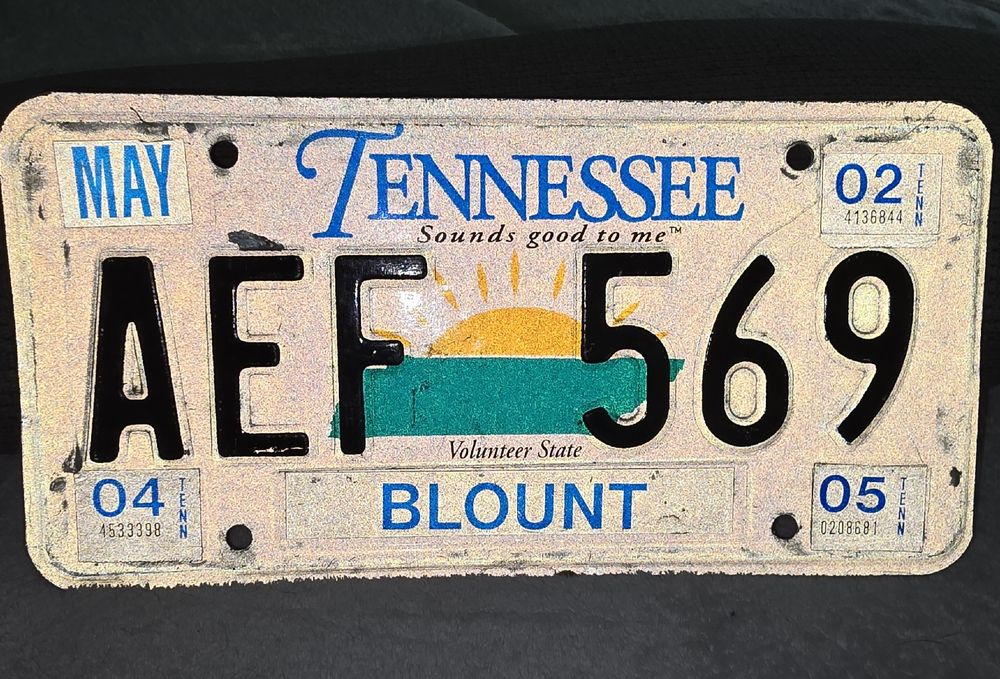 MAY
TENNESSEE
Sounds good to me™
02 TENN
4136844
AEF 569
Volunteer State
04 TENN
4533398
BLOUNT
05 TENN
0208681